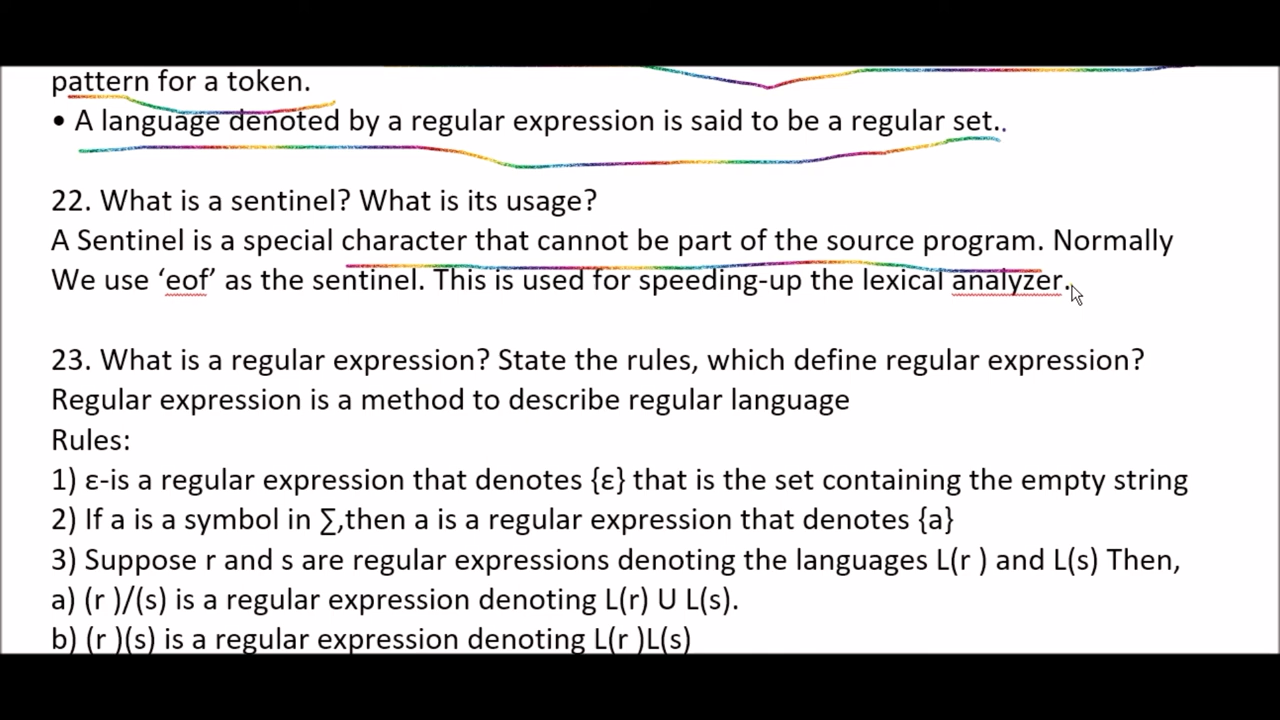 pattern for a token.
• A language denoted by a regular expression is said to be a regular set..
22. What is a sentinel? What is its usage?
A Sentinel is a special character that cannot be part of the source program. Normally
We use ‘eof’ as the sentinel. This is used for speeding-up the lexical analyzer.
23. What is a regular expression? State the rules, which define regular expression?
Regular expression is a method to describe regular language
Rules:
1) ε-is a regular expression that denotes {ε} that is the set containing the empty string
2) If a is a symbol in ∑,then a is a regular expression that denotes {a}
3) Suppose r and s are regular expressions denoting the languages L(r ) and L(s) Then,
a) (r )/(s) is a regular expression denoting L(r) U L(s).
b) (r )(s) is a regular expression denoting L(r )L(s)